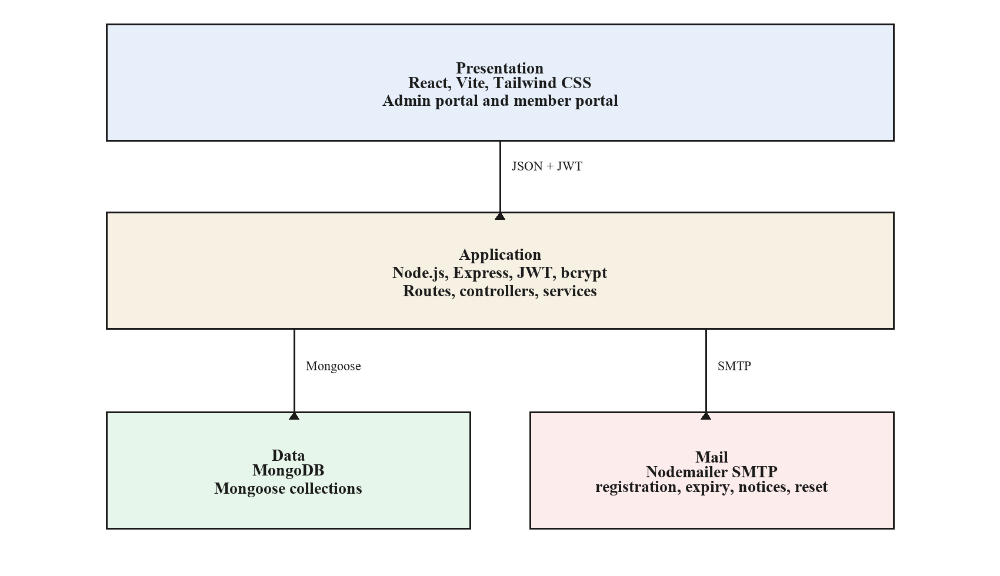 Presentation
React, Vite, Tailwind CSS
Admin portal and member portal
JSON + JWT
Application
Node.js, Express, JWT, bcrypt
Routes, controllers, services
Mongoose
SMTP
Data
MongoDB
Mongoose collections
Mail
Nodemailer SMTP
registration, expiry, notices, reset